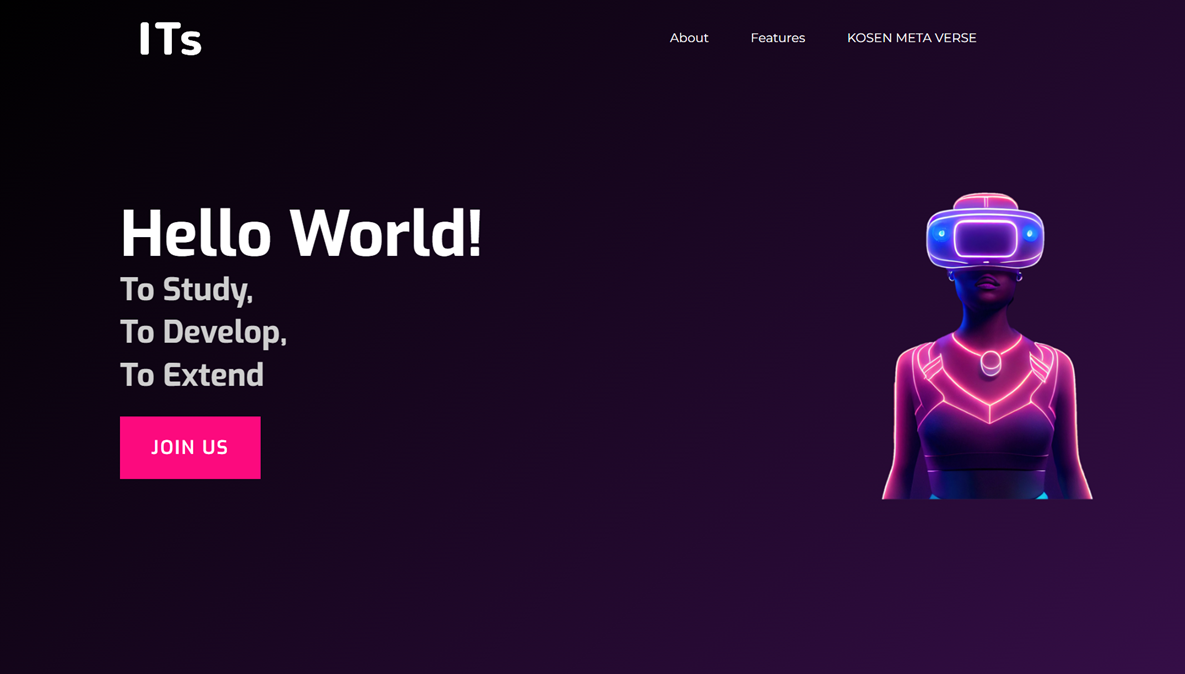 ITs
About
Features
KOSEN META VERSE
Hello World!
To Study,
To Develop,
To Extend
JOIN US